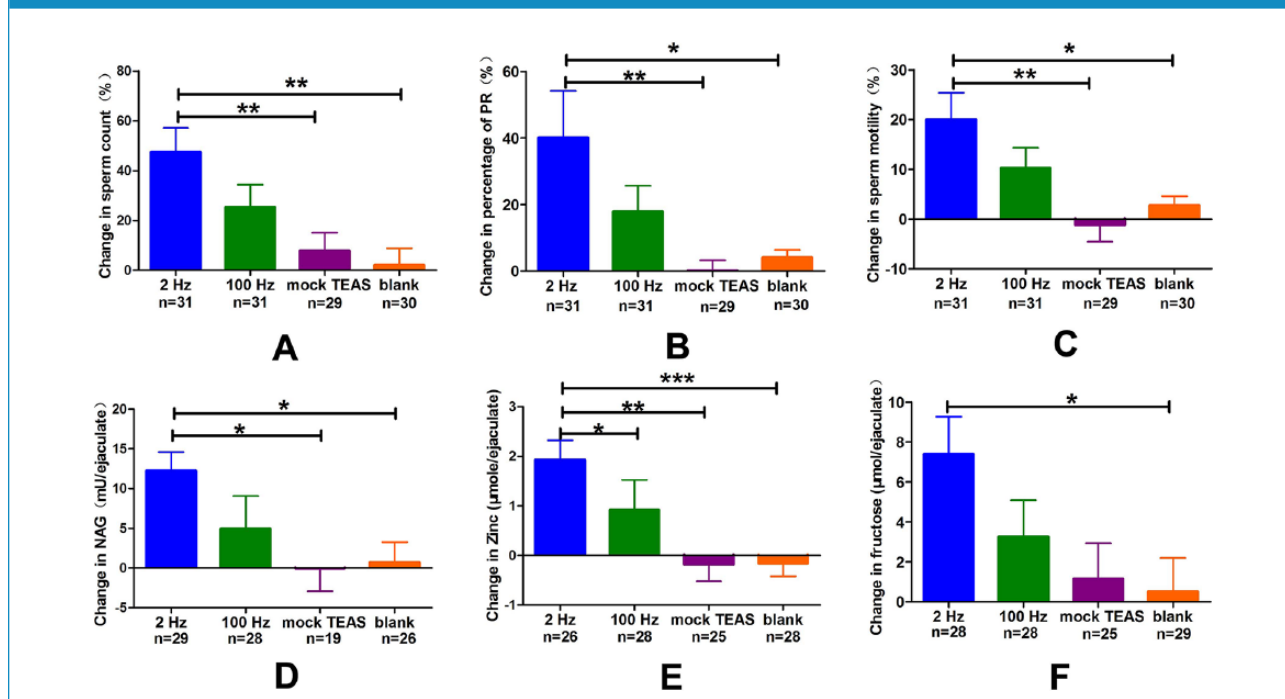 Change in sperm count (%)
80
60
40
20
0
**
**
2 Hz 100 Hz mock TEAS blank
n=31 n=31 n=29 n=30
A
Change in percentage of PR (%)
60
40
20
0
*
**
2 Hz 100 Hz mock TEAS blank
n=31 n=31 n=29 n=30
B
Change in sperm motility (%)
30
20
10
0
-10
*
**
2 Hz 100 Hz mock TEAS blank
n=31 n=31 n=29 n=30
C
Change in NAG (mU/ejaculate)
20
15
10
5
0
-5
*
*
2 Hz 100 Hz mock TEAS blank
n=29 n=28 n=19 n=26
D
Change in Zinc (µmole/ejaculate)
3
2
1
0
-1
***
**
*
2 Hz 100 Hz mock TEAS blank
n=26 n=28 n=25 n=28
E
Change in fructose (µmol/ejaculate)
10
8
6
4
2
0
*
2 Hz 100 Hz mock TEAS blank
n=28 n=28 n=25 n=29
F